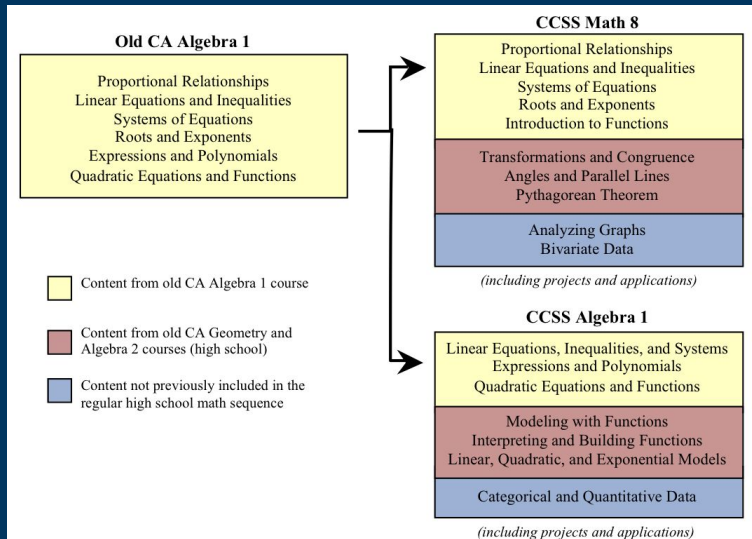 Old CA Algebra 1
Proportional Relationships
Linear Equations and Inequalities
Systems of Equations
Roots and Exponents
Expressions and Polynomials
Quadratic Equations and Functions
Content from old CA Algebra 1 course
Content from old CA Geometry and
Algebra 2 courses (high school)
Content not previously included in the
regular high school math sequence
CCSS Math 8
Proportional Relationships
Linear Equations and Inequalities
Systems of Equations
Roots and Exponents
Introduction to Functions
Transformations and Congruence
Angles and Parallel Lines
Pythagorean Theorem
Analyzing Graphs
Bivariate Data
(including projects and applications)
CCSS Algebra 1
Linear Equations, Inequalities, and Systems
Expressions and Polynomials
Quadratic Equations and Functions
Modeling with Functions
Interpreting and Building Functions
Linear, Quadratic, and Exponential Models
Categorical and Quantitative Data
(including projects and applications)